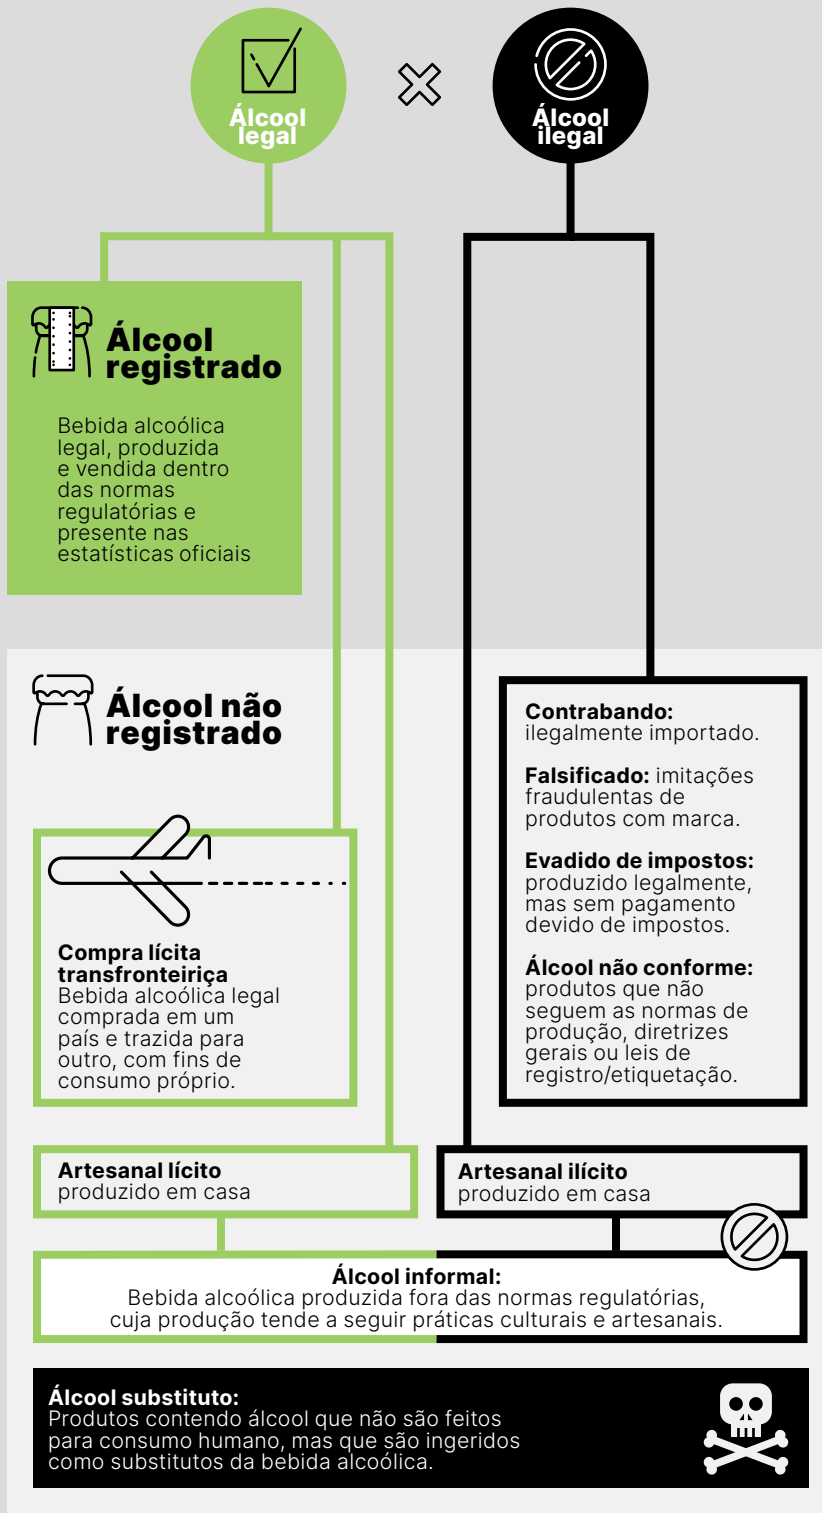 Álcool
legal
Álcool
ilegal
Álcool
registrado
Bebida alcoólica
legal, produzida
e vendida dentro
das normas
regulatórias e
presente nas
estatísticas oficiais
Álcool não
registrado
Compra lícita
transfronteiriça
Bebida alcoólica legal
comprada em um
país e trazida para
outro, com fins de
consumo próprio.
Contrabando:
ilegalmente importado.
Falsificado: imitações
fraudulentas de
produtos com marca.
Evadido de impostos:
produzido legalmente,
mas sem pagamento
devido de impostos.
Álcool não conforme:
produtos que não
seguem as normas de
produção, diretrizes
gerais ou leis de
registro/etiquetação.
Artesanal lícito
produzido em casa
Artesanal ilícito
produzido em casa
Álcool informal:
Bebida alcoólica produzida fora das normas regulatórias,
cuja produção tende a seguir práticas culturais e artesanais.
Álcool substituto:
Produtos contendo álcool que não são feitos
para consumo humano, mas que são ingeridos
como substitutos da bebida alcoólica.